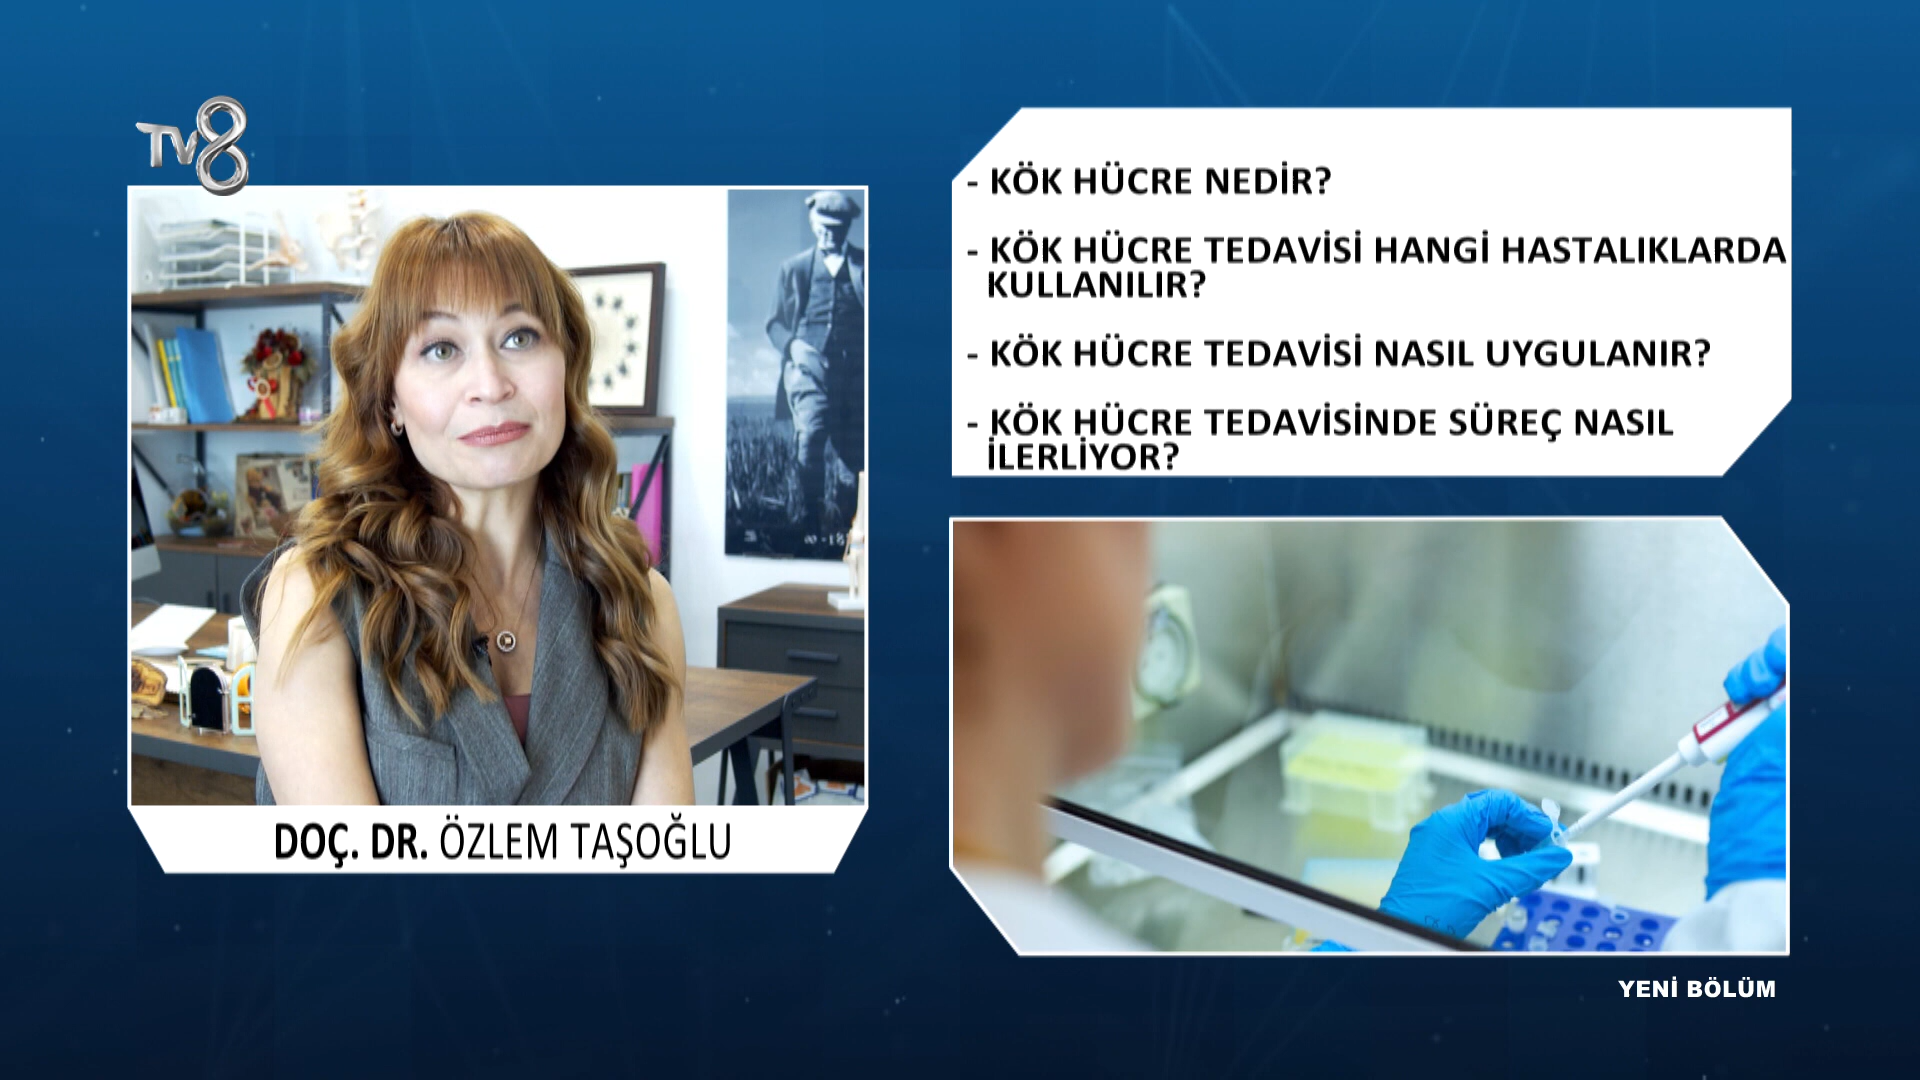 TV8
- KÖK HÜCRE NEDİR?
- KÖK HÜCRE TEDAVİSİ HANGİ HASTALIKLARDA
KULLANILIR?
- KÖK HÜCRE TEDAVİSİ NASIL UYGULANIR?
- KÖK HÜCRE TEDAVİSİNDE SÜREÇ NASIL
İLERLİYOR?
DOÇ. DR. ÖZLEM TAŞOĞLU
YENİ BÖLÜM